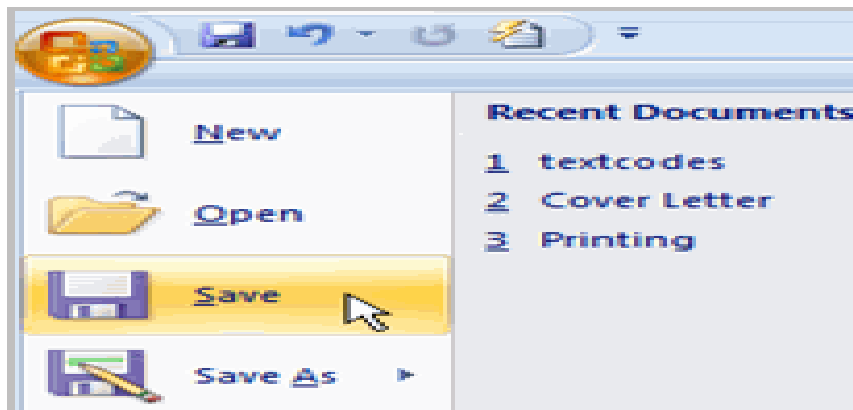 New
Open
Save
Save As
Recent Documents
1 textcodes
2 Cover Letter
3 Printing